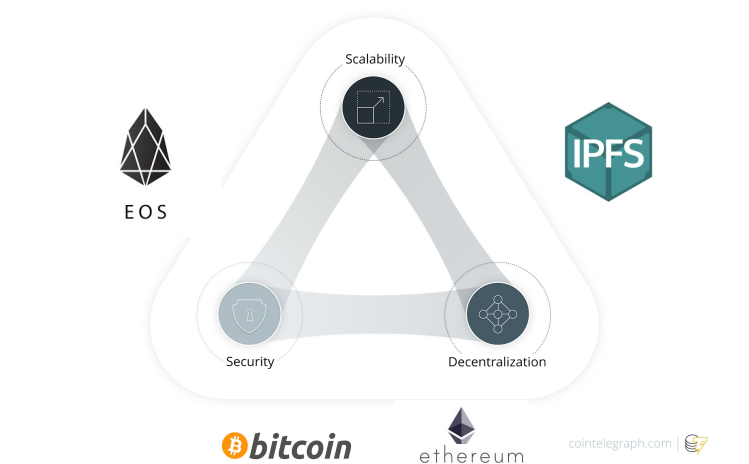 Scalability
EOS
IPFS
Security
Decentralization
bitcoin
ethereum
cointelegraph.com